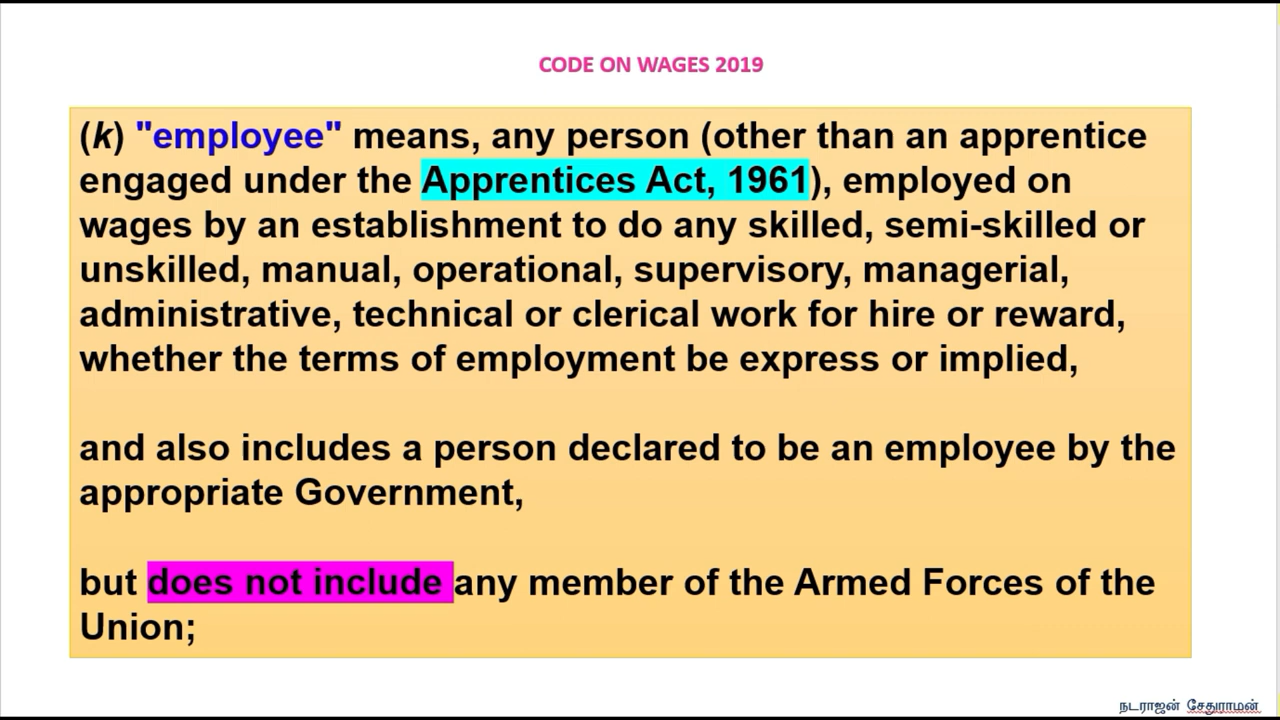 CODE ON WAGES 2019
(k) "employee" means, any person (other than an apprentice
engaged under the Apprentices Act, 1961), employed on
wages by an establishment to do any skilled, semi-skilled or
unskilled, manual, operational, supervisory, managerial,
administrative, technical or clerical work for hire or reward,
whether the terms of employment be express or implied,
and also includes a person declared to be an employee by the
appropriate Government,
but does not include any member of the Armed Forces of the
Union;
நடராஜன் சேதுராமன்